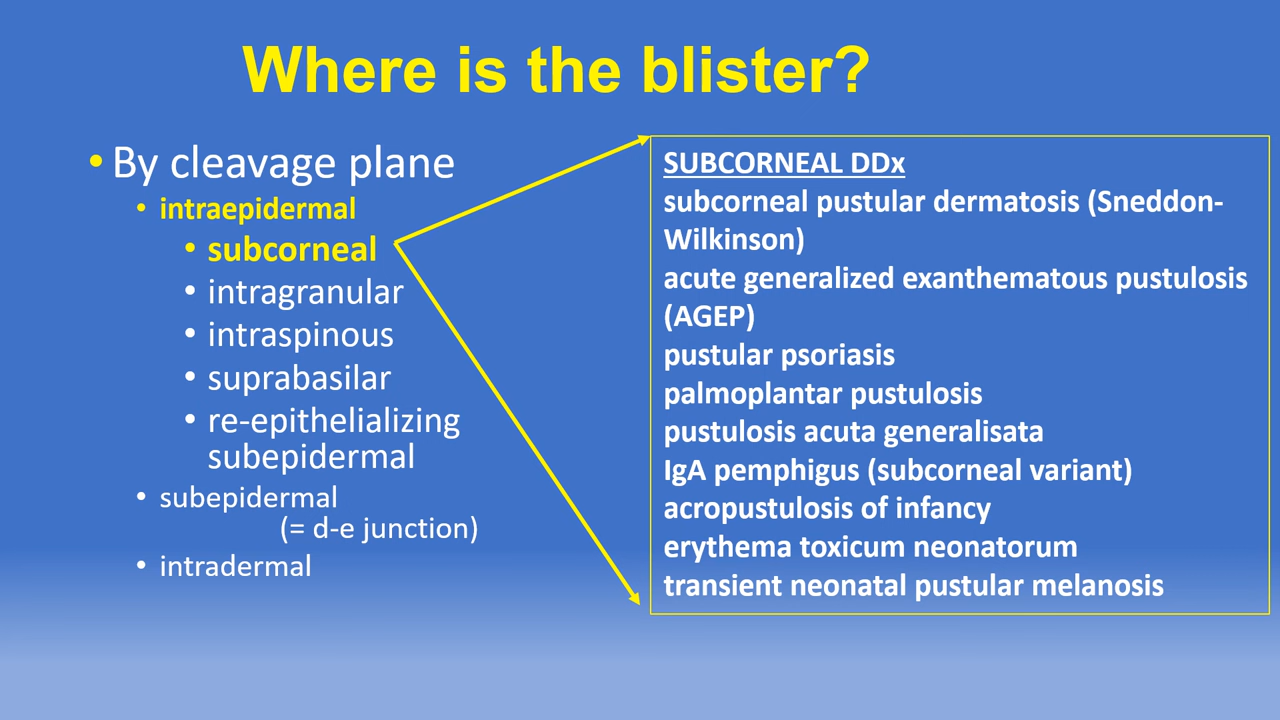 Where is the blister?
• By cleavage plane
• intraepidermal
• subcorneal
• intragranular
• intraspinous
• suprabasilar
• re-epithelializing
subepidermal
• subepidermal
(= d-e junction)
• intradermal
SUBCORNEAL DDx
subcorneal pustular dermatosis (Sneddon-
Wilkinson)
acute generalized exanthematous pustulosis
(AGEP)
pustular psoriasis
palmoplantar pustulosis
pustulosis acuta generalisata
IgA pemphigus (subcorneal variant)
acropustulosis of infancy
erythema toxicum neonatorum
transient neonatal pustular melanosis